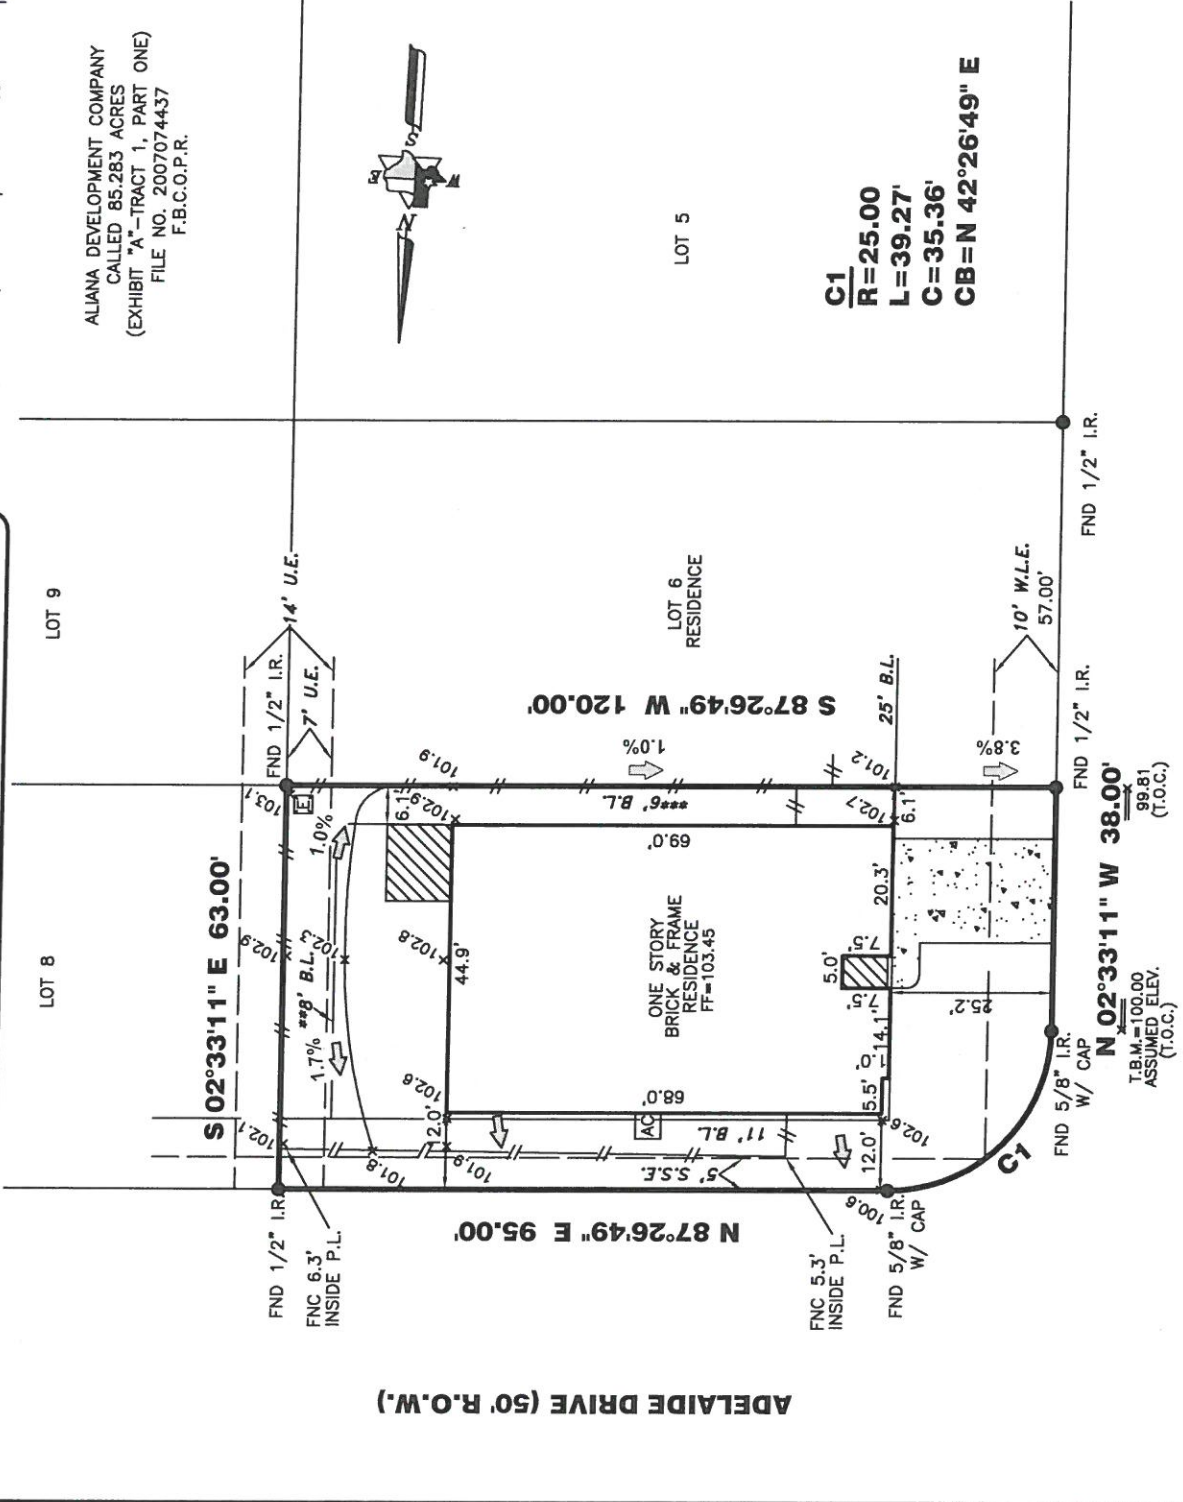 ALIANA DEVELOPMENT COMPANY
CALLED 85.283 ACRES
(EXHIBIT "A"-TRACT 1, PART ONE)
FILE NO. 2007074437
F.B.C.O.P.R.
N
S
E
W
LOT 5
C1
R=25.00
L=39.27'
C=35.36'
CB=N 42°26'49" E
LOT 9
LOT 8
14' U.E.
7' U.E.
FND 1/2" I.R.
LOT 6
RESIDENCE
10' W.L.E.
57.00'
FND 1/2" I.R.
FND 1/2" I.R.
S 87°26'49" W 120.00'
25' B.L.
S 02°33'11" E 63.00'
103.1
E
1.0%
6.1'
102.9
101.9
1.0%
***6' B.L.
101.2
102.7
6.1'
3.8%
102.9
102.3
**8' B.L.
1.7%
102.8
44.9'
69.0'
ONE STORY
BRICK & FRAME
RESIDENCE
FF=103.45
20.3'
7.5'
5.0'
7.5'
25.2'
14.1'
1.0'
5.5'
68.0'
102.6
12.0'
AC
11' B.L.
102.6
12.0'
102.1
101.8
101.9
5' S.S.E.
100.6
N 02°33'11" W 38.00'
99.81
(T.O.C.)
T.B.M.=100.00
ASSUMED ELEV.
(T.O.C.)
FND 5/8" I.R.
W/ CAP
C1
FND 1/2" I.R.
FNC 6.3'
INSIDE P.L.
N 87°26'49" E 95.00'
FNC 5.3'
INSIDE P.L.
FND 5/8" I.R.
W/ CAP
ADELAIDE DRIVE (50' R.O.W.)